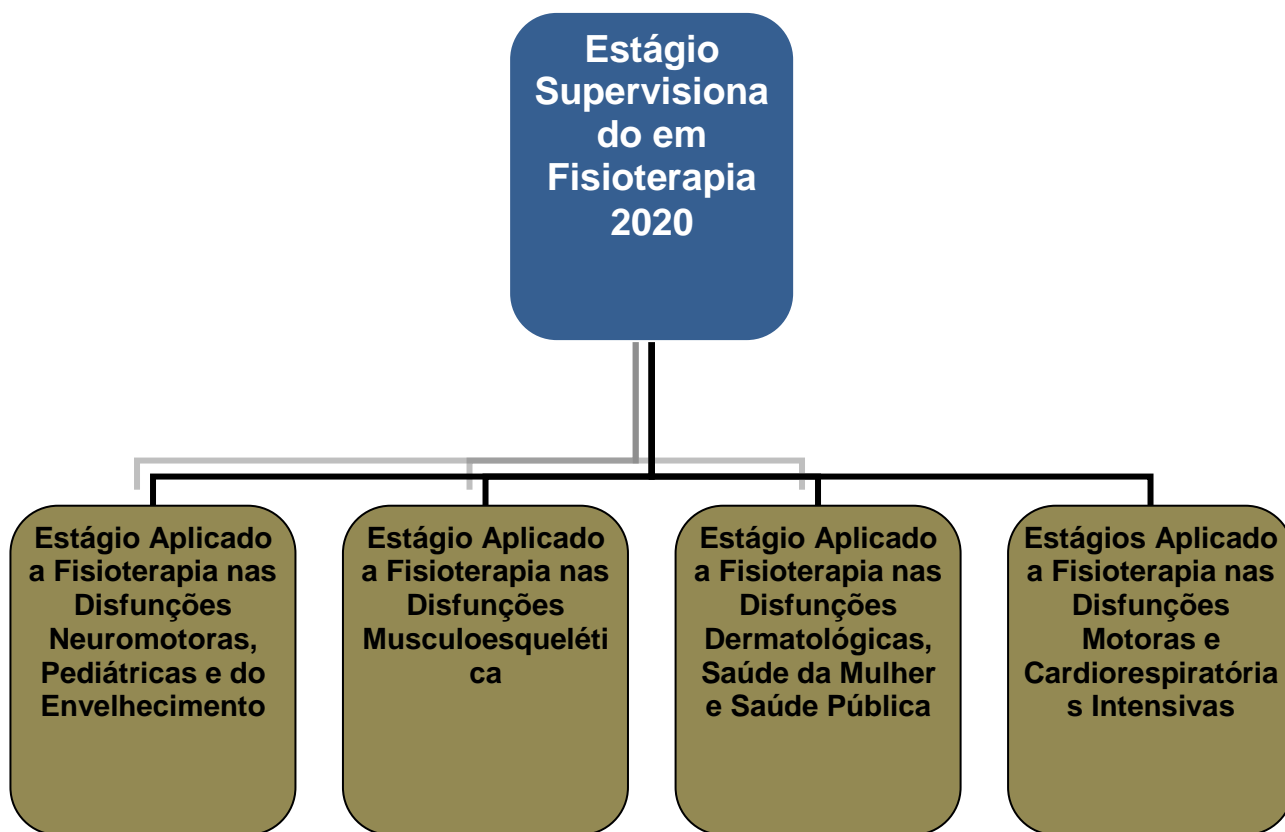 Estágio
Supervisiona
do em
Fisioterapia
2020
Estágio Aplicado
a Fisioterapia nas
Disfunções
Neuromotoras,
Pediátricas e do
Envelhecimento
Estágio Aplicado
a Fisioterapia nas
Disfunções
Musculoesqueléti
ca
Estágio Aplicado
a Fisioterapia nas
Disfunções
Dermatológicas,
Saúde da Mulher
e Saúde Pública
Estágios Aplicado
a Fisioterapia nas
Disfunções
Motoras e
Cardiorespiratória
s Intensivas